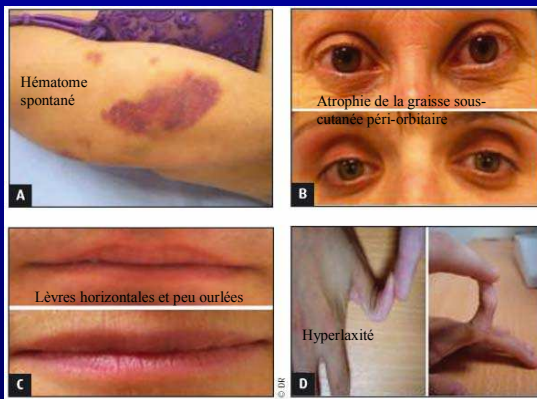 Hématome
spontané
A
Atrophie de la graisse sous-
cutanée péri-orbitaire
B
Lèvres horizontales et peu ourlées
C
© DR
Hyperlaxité
D